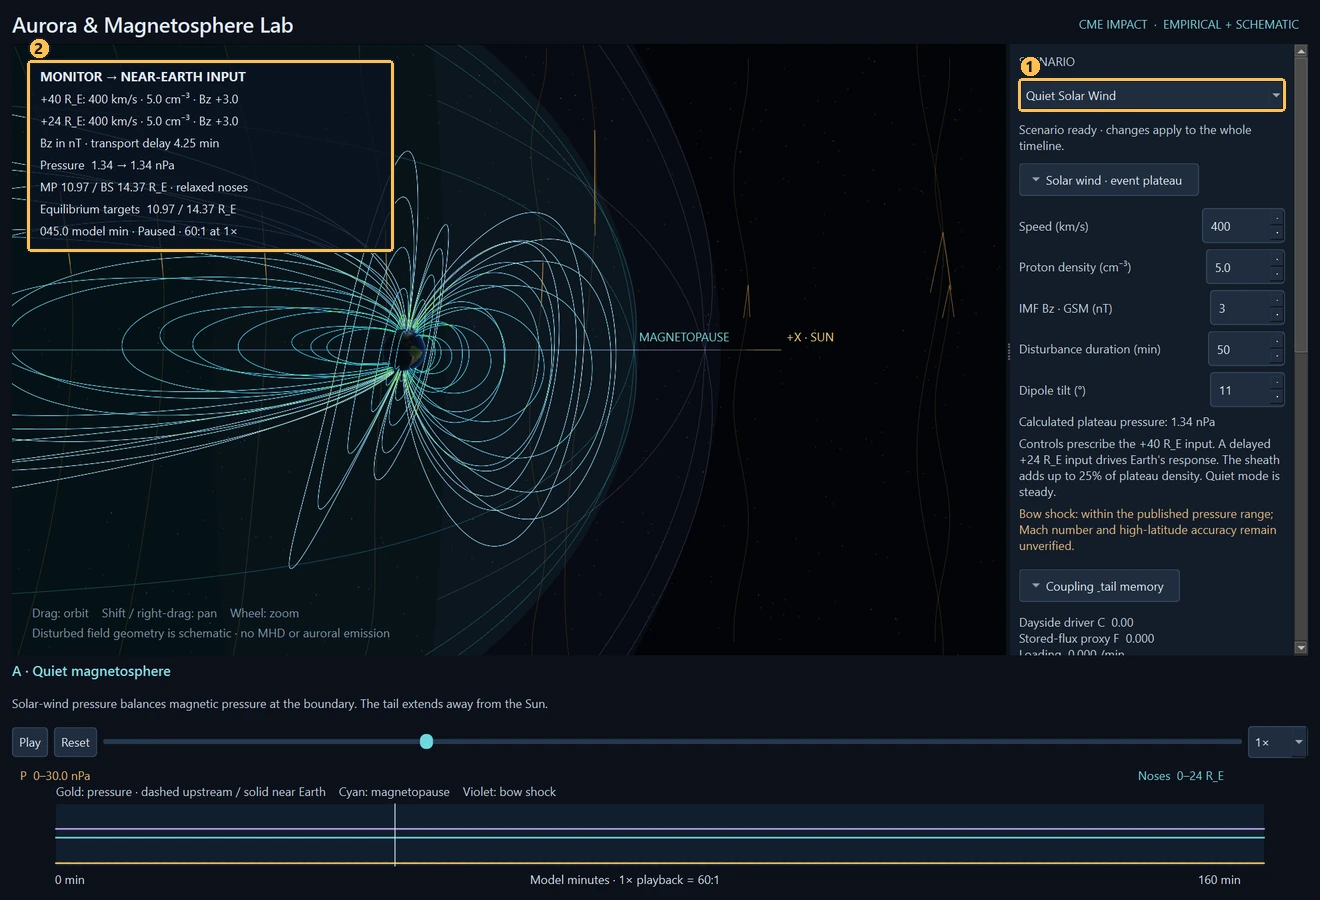 Aurora & Magnetosphere Lab
CME IMPACT · EMPIRICAL + SCHEMATIC
2
MONITOR → NEAR-EARTH INPUT
+40 R_E: 400 km/s · 5.0 cm⁻³ · Bz +3.0
+24 R_E: 400 km/s · 5.0 cm⁻³ · Bz +3.0
Bz in nT · transport delay 4.25 min
Pressure 1.34 → 1.34 nPa
MP 10.97 / BS 14.37 R_E · relaxed noses
Equilibrium targets 10.97 / 14.37 R_E
045.0 model min · Paused · 60:1 at 1×
MAGNETOPAUSE
+X · SUN
Drag: orbit Shift / right-drag: pan Wheel: zoom
Disturbed field geometry is schematic · no MHD or auroral emission
1
NARIO
Quiet Solar Wind
Scenario ready · changes apply to the whole
timeline.
Solar wind · event plateau
Speed (km/s) 400
Proton density (cm⁻³) 5.0
IMF Bz · GSM (nT) 3
Disturbance duration (min) 50
Dipole tilt (°) 11
Calculated plateau pressure: 1.34 nPa
Controls prescribe the +40 R_E input. A delayed
+24 R_E input drives Earth's response. The sheath
adds up to 25% of plateau density. Quiet mode is
steady.
Bow shock: within the published pressure range;
Mach number and high-latitude accuracy remain
unverified.
Coupling _tail memory
Dayside driver C 0.00
Stored-flux proxy F 0.000
Loading 0.000 /min
A · Quiet magnetosphere
Solar-wind pressure balances magnetic pressure at the boundary. The tail extends away from the Sun.
Play Reset 1×
P 0–30.0 nPa Noses 0–24 R_E
Gold: pressure · dashed upstream / solid near Earth Cyan: magnetopause Violet: bow shock
0 min Model minutes · 1× playback = 60:1 160 min